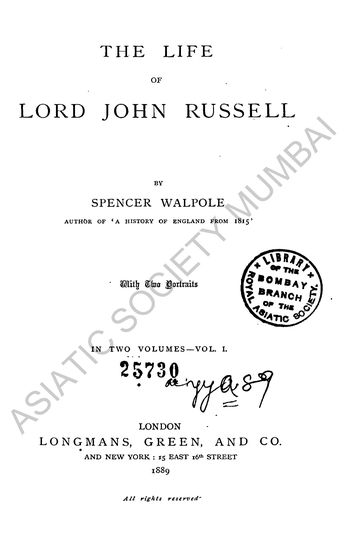 THE LIFE
OF
LORD JOHN RUSSELL
BY
SPENCER WALPOLE
AUTHOR OF 'A HISTORY OF ENGLAND FROM 1815'
With Two Portraits
LIBRARY
OF THE
BOMBAY
BRANCH
OF THE
ROYAL ASIATIC SOCIETY.
IN TWO VOLUMES—VOL. I.
25730
LONDON
LONGMANS, GREEN, AND CO.
AND NEW YORK : 15 EAST 16th STREET
1889
All rights reserved
ASIATIC SOCIETY MUMBAI